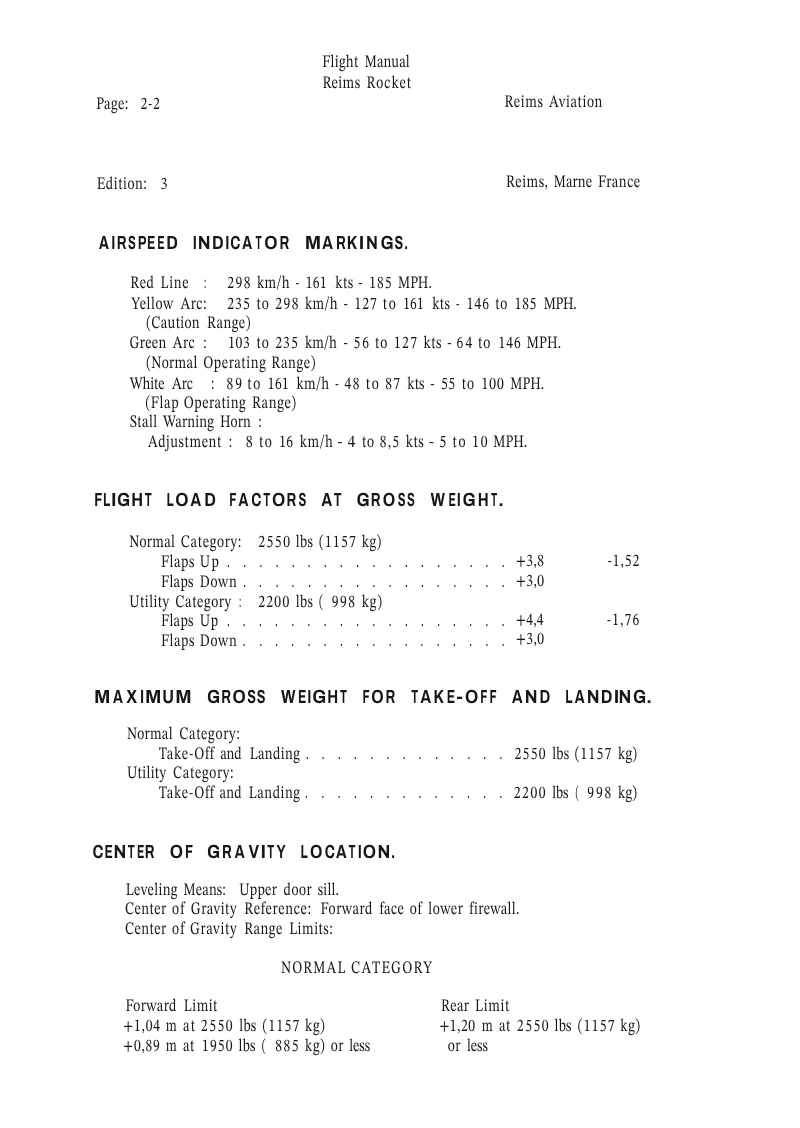 Flight Manual
Reims Rocket
Page: 2-2
Reims Aviation
Edition: 3
Reims, Marne France
AIRSPEED INDICATOR MARKINGS.
Red Line : 298 km/h - 161 kts - 185 MPH.
Yellow Arc: 235 to 298 km/h - 127 to 161 kts - 146 to 185 MPH.
(Caution Range)
Green Arc : 103 to 235 km/h - 56 to 127 kts - 64 to 146 MPH.
(Normal Operating Range)
White Arc : 89 to 161 km/h - 48 to 87 kts - 55 to 100 MPH.
(Flap Operating Range)
Stall Warning Horn :
Adjustment : 8 to 16 km/h - 4 to 8,5 kts - 5 to 10 MPH.
FLIGHT LOAD FACTORS AT GROSS WEIGHT.
Normal Category: 2550 lbs (1157 kg)
Flaps Up . . . . . . . . . . . . . . . . . . +3,8 -1,52
Flaps Down . . . . . . . . . . . . . . . . . +3,0
Utility Category : 2200 lbs ( 998 kg)
Flaps Up . . . . . . . . . . . . . . . . . . +4,4 -1,76
Flaps Down . . . . . . . . . . . . . . . . . +3,0
MAXIMUM GROSS WEIGHT FOR TAKE-OFF AND LANDING.
Normal Category:
Take-Off and Landing . . . . . . . . . . . . . 2550 lbs (1157 kg)
Utility Category:
Take-Off and Landing . . . . . . . . . . . . . 2200 lbs ( 998 kg)
CENTER OF GRAVITY LOCATION.
Leveling Means: Upper door sill.
Center of Gravity Reference: Forward face of lower firewall.
Center of Gravity Range Limits:
NORMAL CATEGORY
Forward Limit Rear Limit
+1,04 m at 2550 lbs (1157 kg) +1,20 m at 2550 lbs (1157 kg)
+0,89 m at 1950 lbs ( 885 kg) or less or less